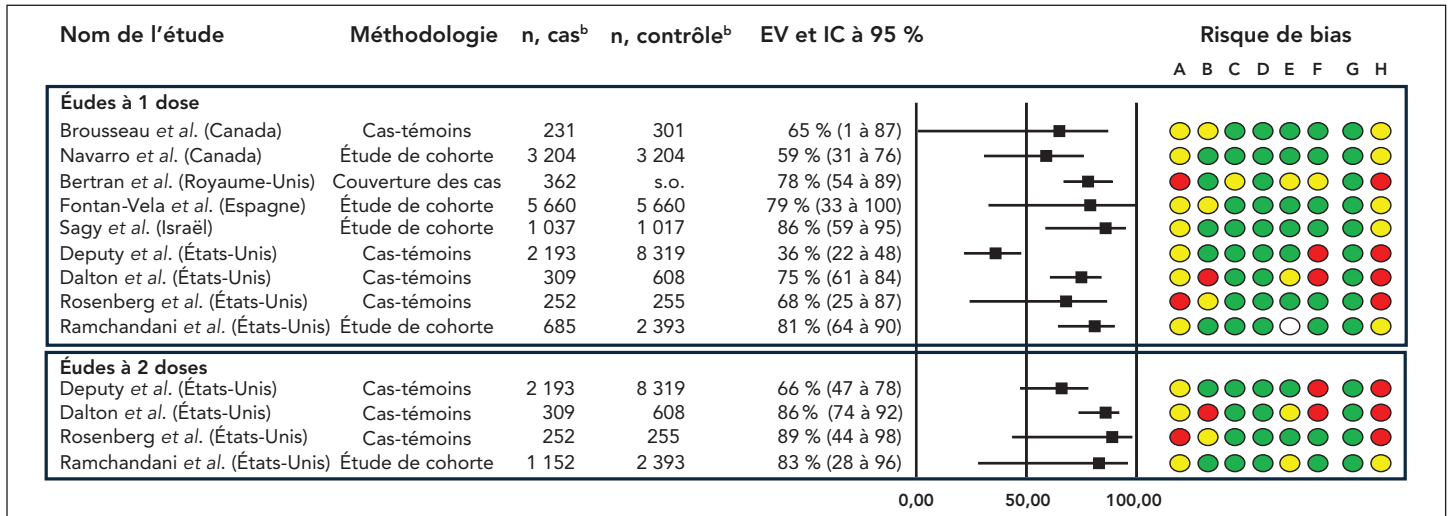 Nom de l'étude Méthodologie n, casᵇ n, contrôleᵇ EV et IC à 95 % Risque de bias
A B C D E F G H
Éudes à 1 dose
Brousseau et al. (Canada) Cas-témoins 231 301 65 % (1 à 87)
Navarro et al. (Canada) Étude de cohorte 3 204 3 204 59 % (31 à 76)
Bertran et al. (Royaume-Unis) Couverture des cas 362 s.o. 78 % (54 à 89)
Fontan-Vela et al. (Espagne) Étude de cohorte 5 660 5 660 79 % (33 à 100)
Sagy et al. (Israël) Étude de cohorte 1 037 1 017 86 % (59 à 95)
Deputy et al. (États-Unis) Cas-témoins 2 193 8 319 36 % (22 à 48)
Dalton et al. (États-Unis) Cas-témoins 309 608 75 % (61 à 84)
Rosenberg et al. (États-Unis) Cas-témoins 252 255 68 % (25 à 87)
Ramchandani et al. (États-Unis) Étude de cohorte 685 2 393 81 % (64 à 90)
Éudes à 2 doses
Deputy et al. (États-Unis) Cas-témoins 2 193 8 319 66 % (47 à 78)
Dalton et al. (États-Unis) Cas-témoins 309 608 86 % (74 à 92)
Rosenberg et al. (États-Unis) Cas-témoins 252 255 89 % (44 à 98)
Ramchandani et al. (États-Unis) Étude de cohorte 1 152 2 393 83 % (28 à 96)
0,00 50,00 100,00